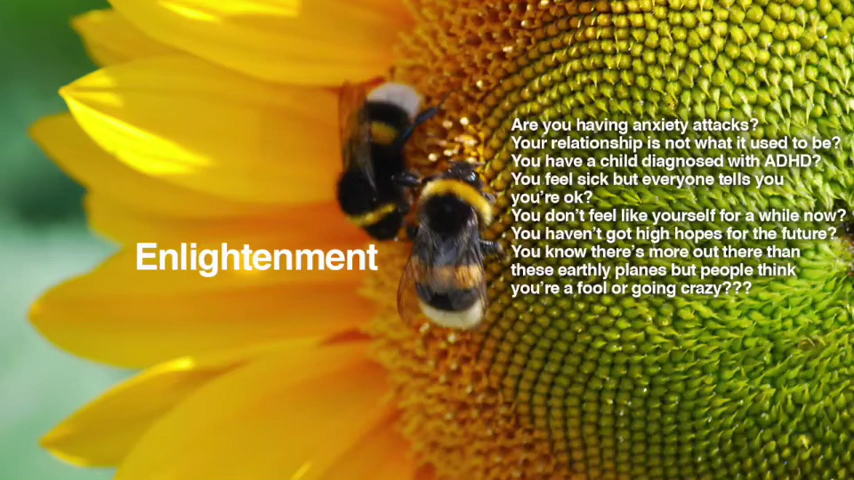 Enlightenment
Are you having anxiety attacks?
Your relationship is not what it used to be?
You have a child diagnosed with ADHD?
You feel sick but everyone tells you
you're ok?
You don't feel like yourself for a while now?
You haven't got high hopes for the future?
You know there's more out there than
these earthly planes but people think
you're a fool or going crazy???